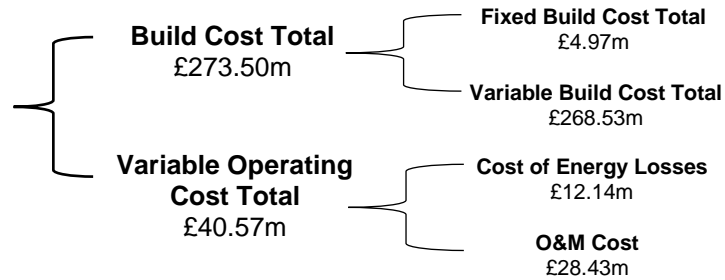 Build Cost Total
£273.50m
Fixed Build Cost Total
£4.97m
Variable Build Cost Total
£268.53m
Variable Operating
Cost Total
£40.57m
Cost of Energy Losses
£12.14m
O&M Cost
£28.43m